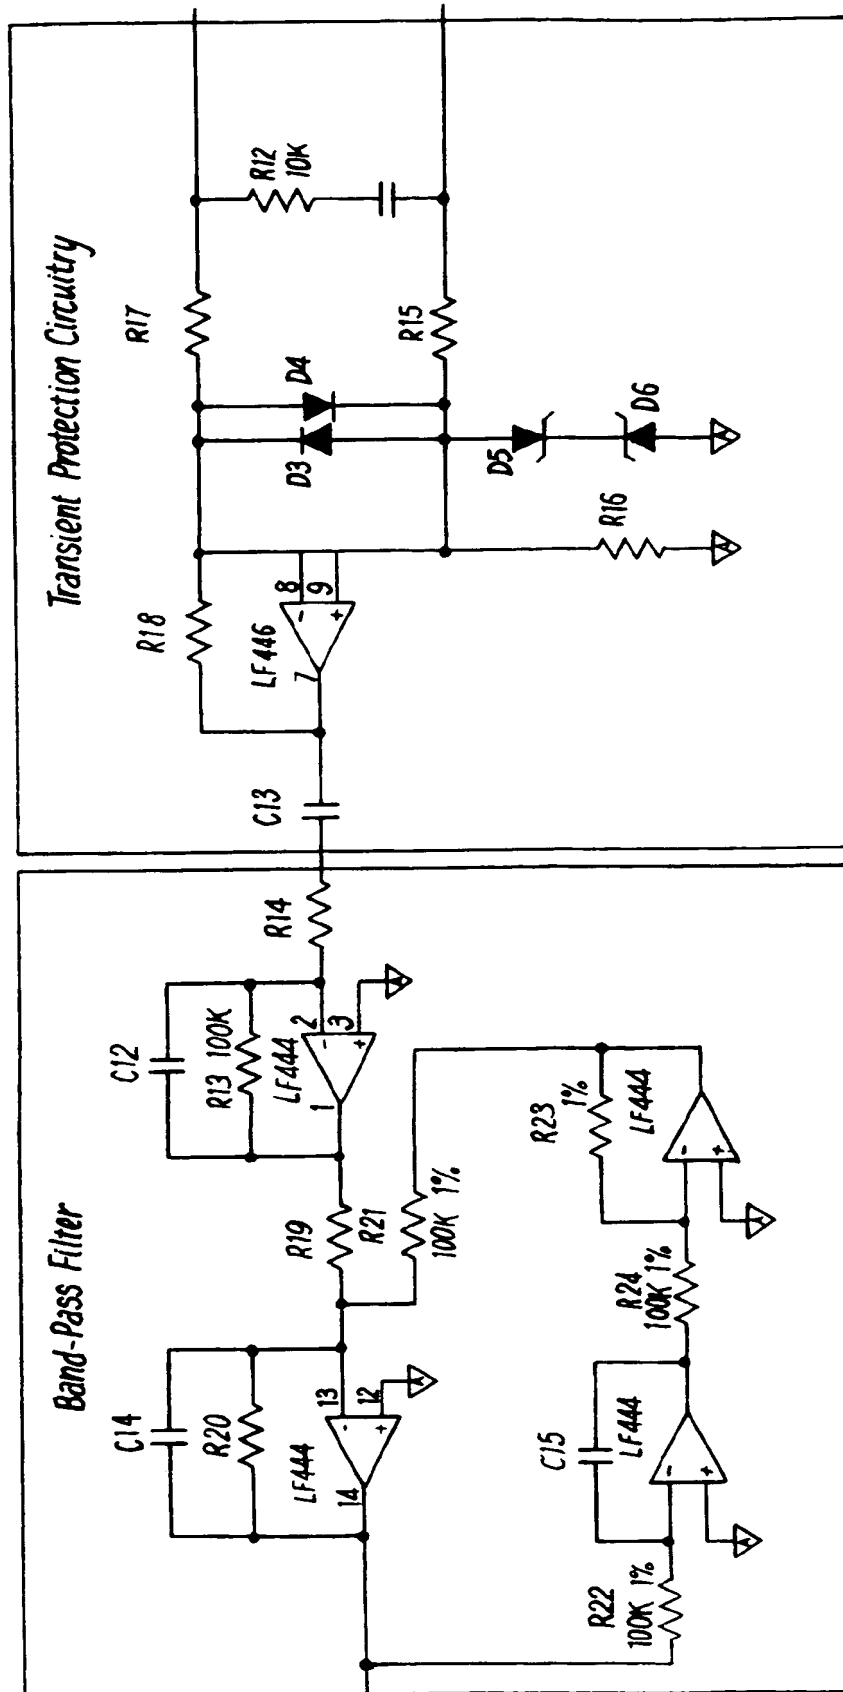 Transient Protection Circuitry
R17
R12
10K
R15
D4
D3
D5
D6
R16
R18
8
9
-
+
LF446
7
C13
A
A
Band-Pass Filter
R14
C12
R13 100K
2
3
-
+
LF444
1
A
R19
R21
100K 1%
C14
R20
13
12
-
+
LF444
14
A
R23
1%
LF444
-
+
A
R24
100K 1%
C15
LF444
-
+
A
R22
100K 1%